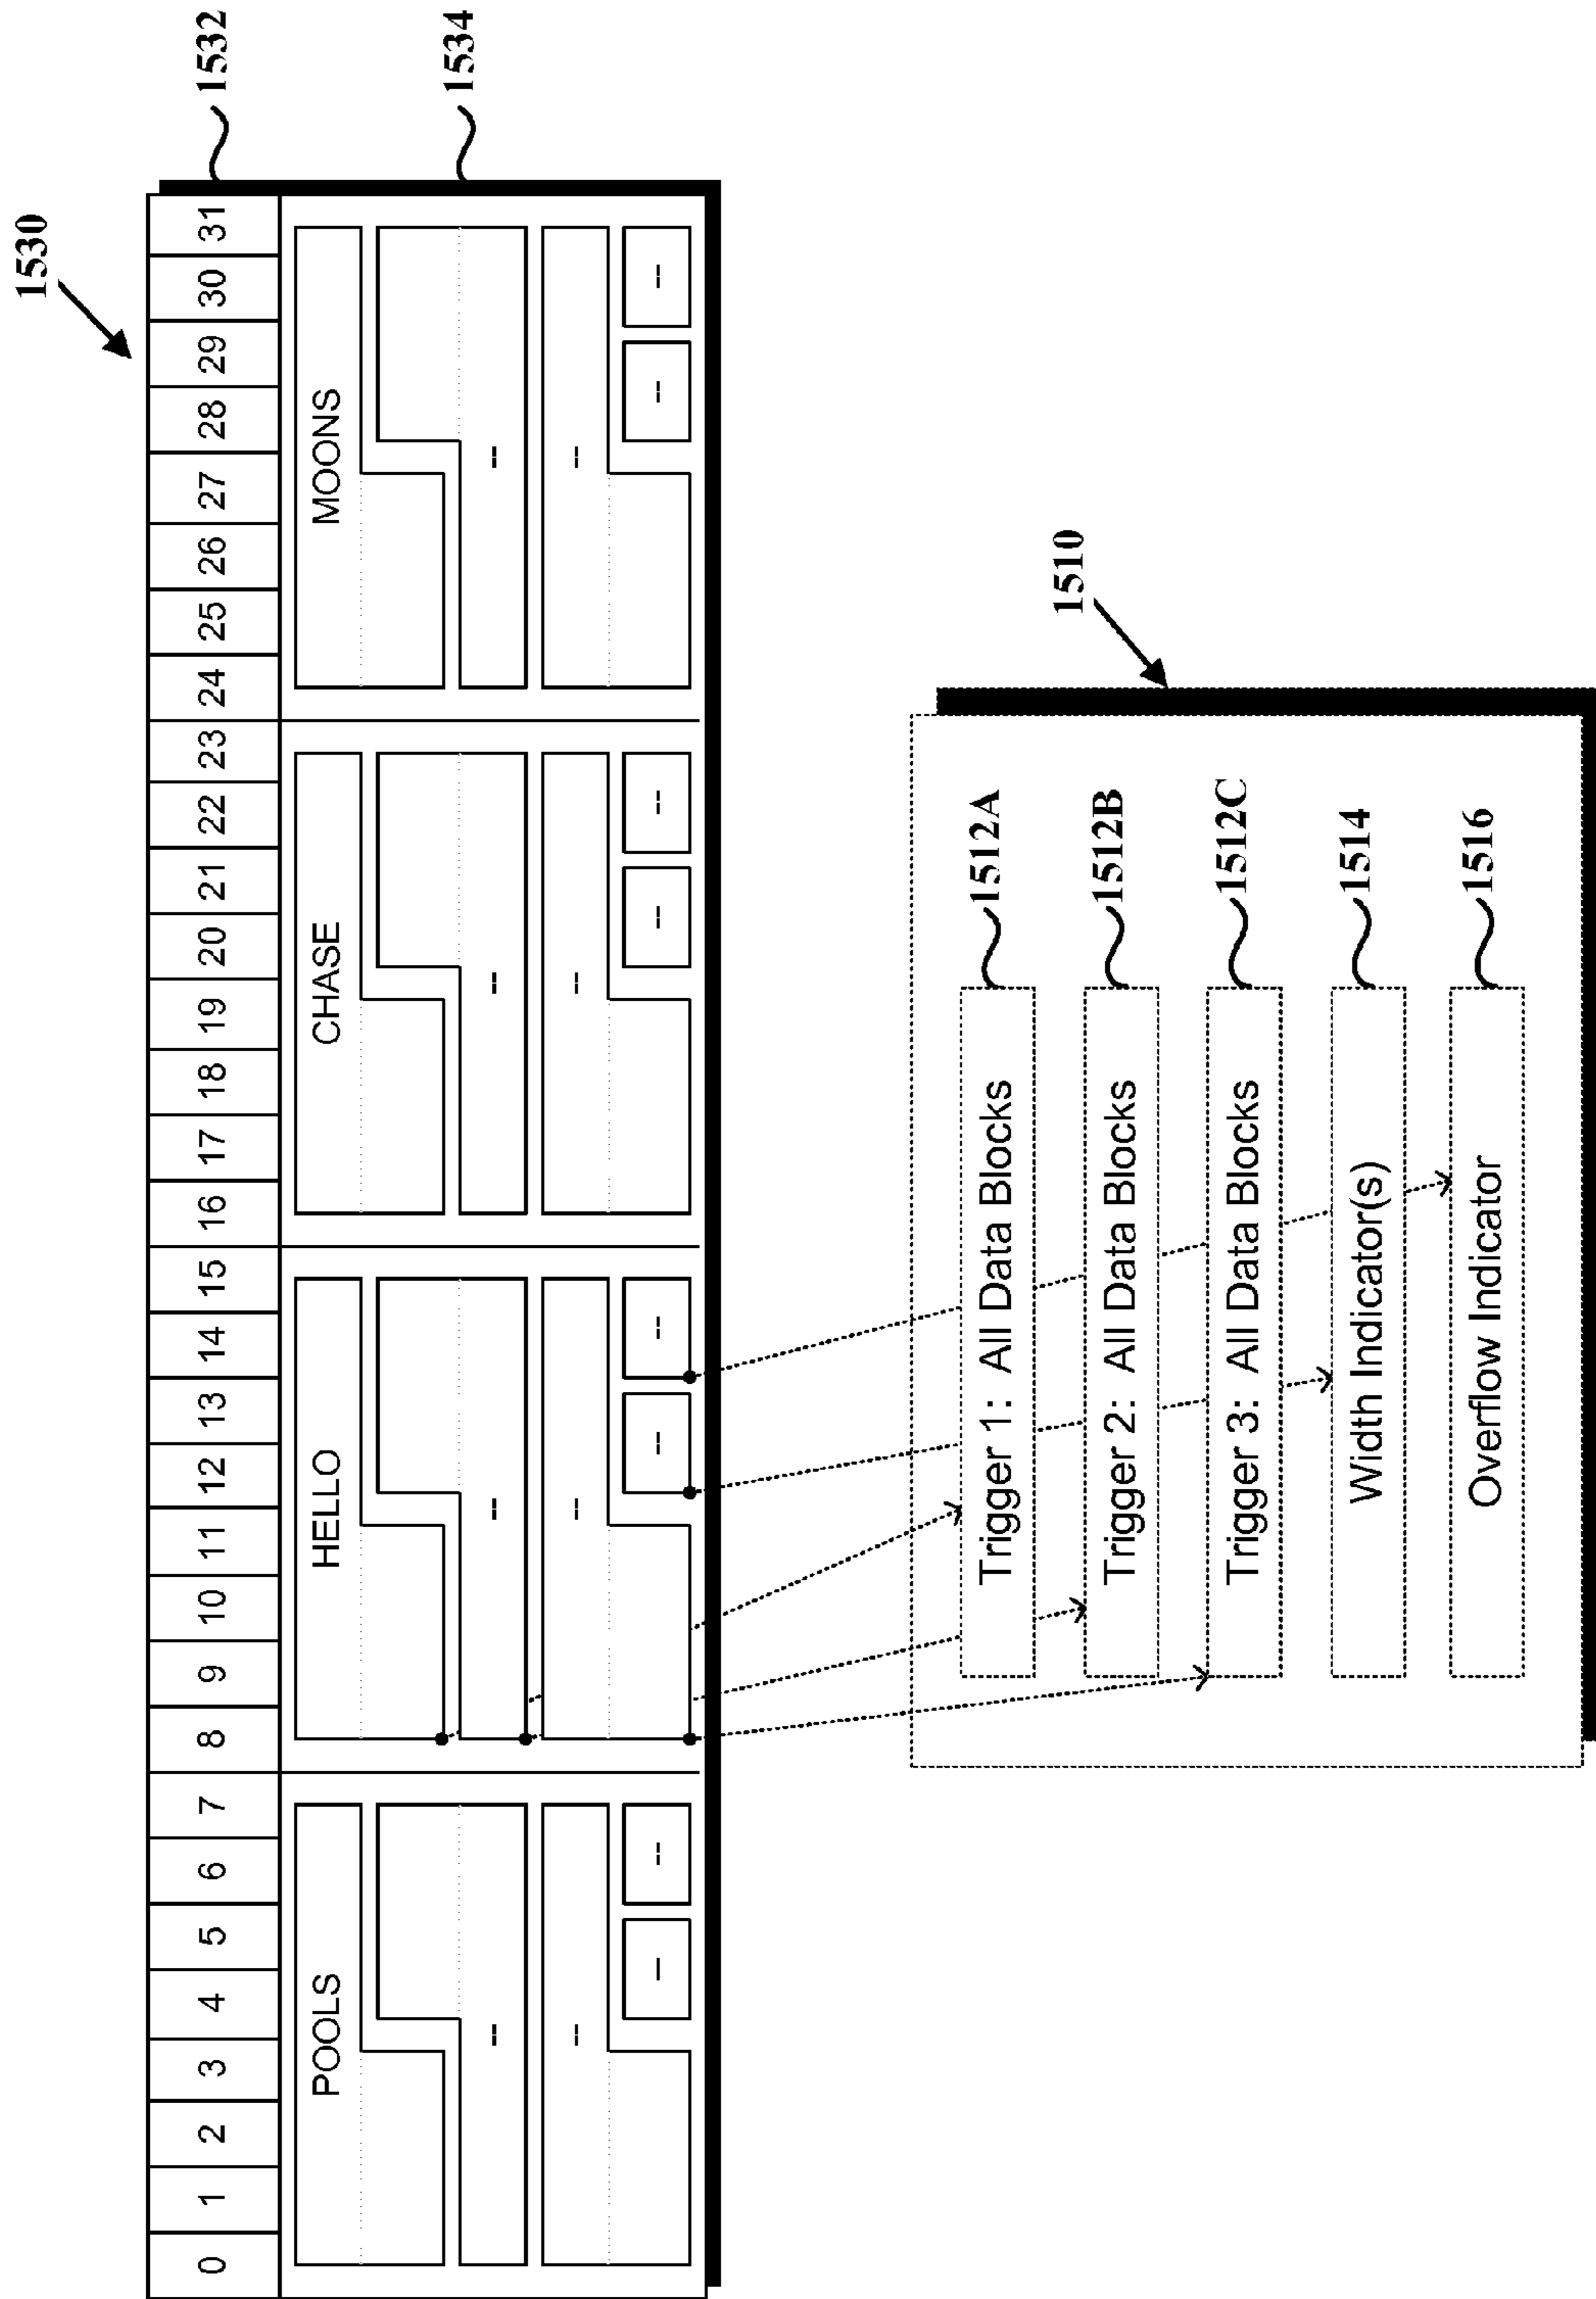 1530
0 1 2 3 4 5 6 7 8 9 10 11 12 13 14 15 16 17 18 19 20 21 22 23 24 25 26 27 28 29 30 31 1532
POOLS HELLO CHASE MOONS
1534
-- -- -- --
-- -- -- --
– -- -- -- -- -- -- --
1510
Trigger 1: All Data Blocks 1512A
Trigger 2: All Data Blocks 1512B
Trigger 3: All Data Blocks 1512C
Width Indicator(s) 1514
Overflow Indicator 1516